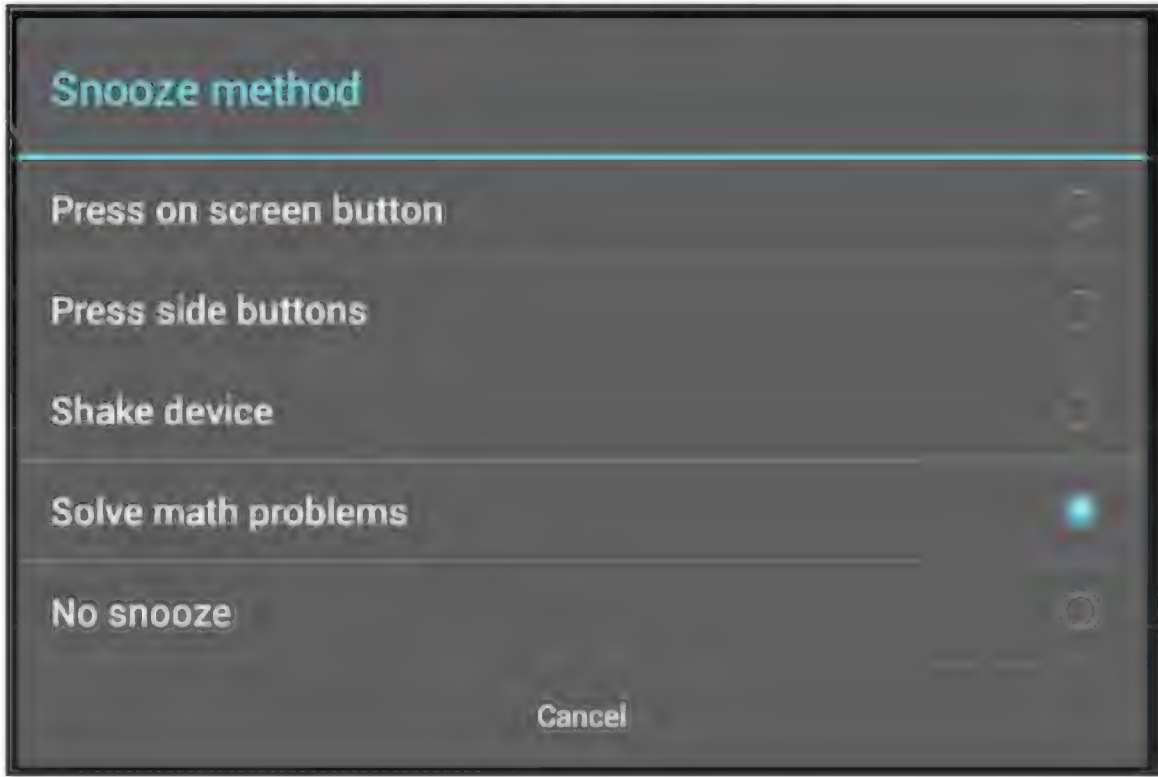 Snooze method
Press on screen button
Press side buttons
Shake device
Solve math problems
No snooze
Cancel